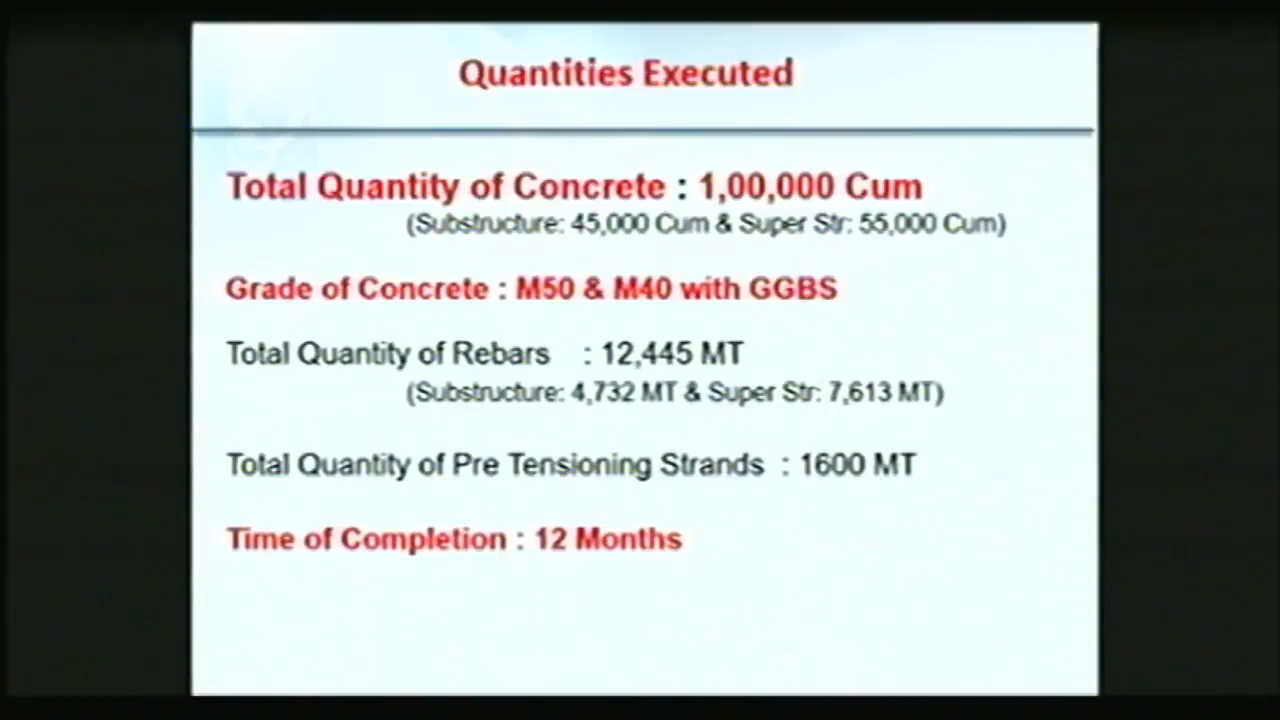 Quantities Executed
Total Quantity of Concrete : 1,00,000 Cum
(Substructure: 45,000 Cum & Super Str: 55,000 Cum)
Grade of Concrete : M50 & M40 with GGBS
Total Quantity of Rebars : 12,445 MT
(Substructure: 4,732 MT & Super Str: 7,613 MT)
Total Quantity of Pre Tensioning Strands : 1600 MT
Time of Completion : 12 Months